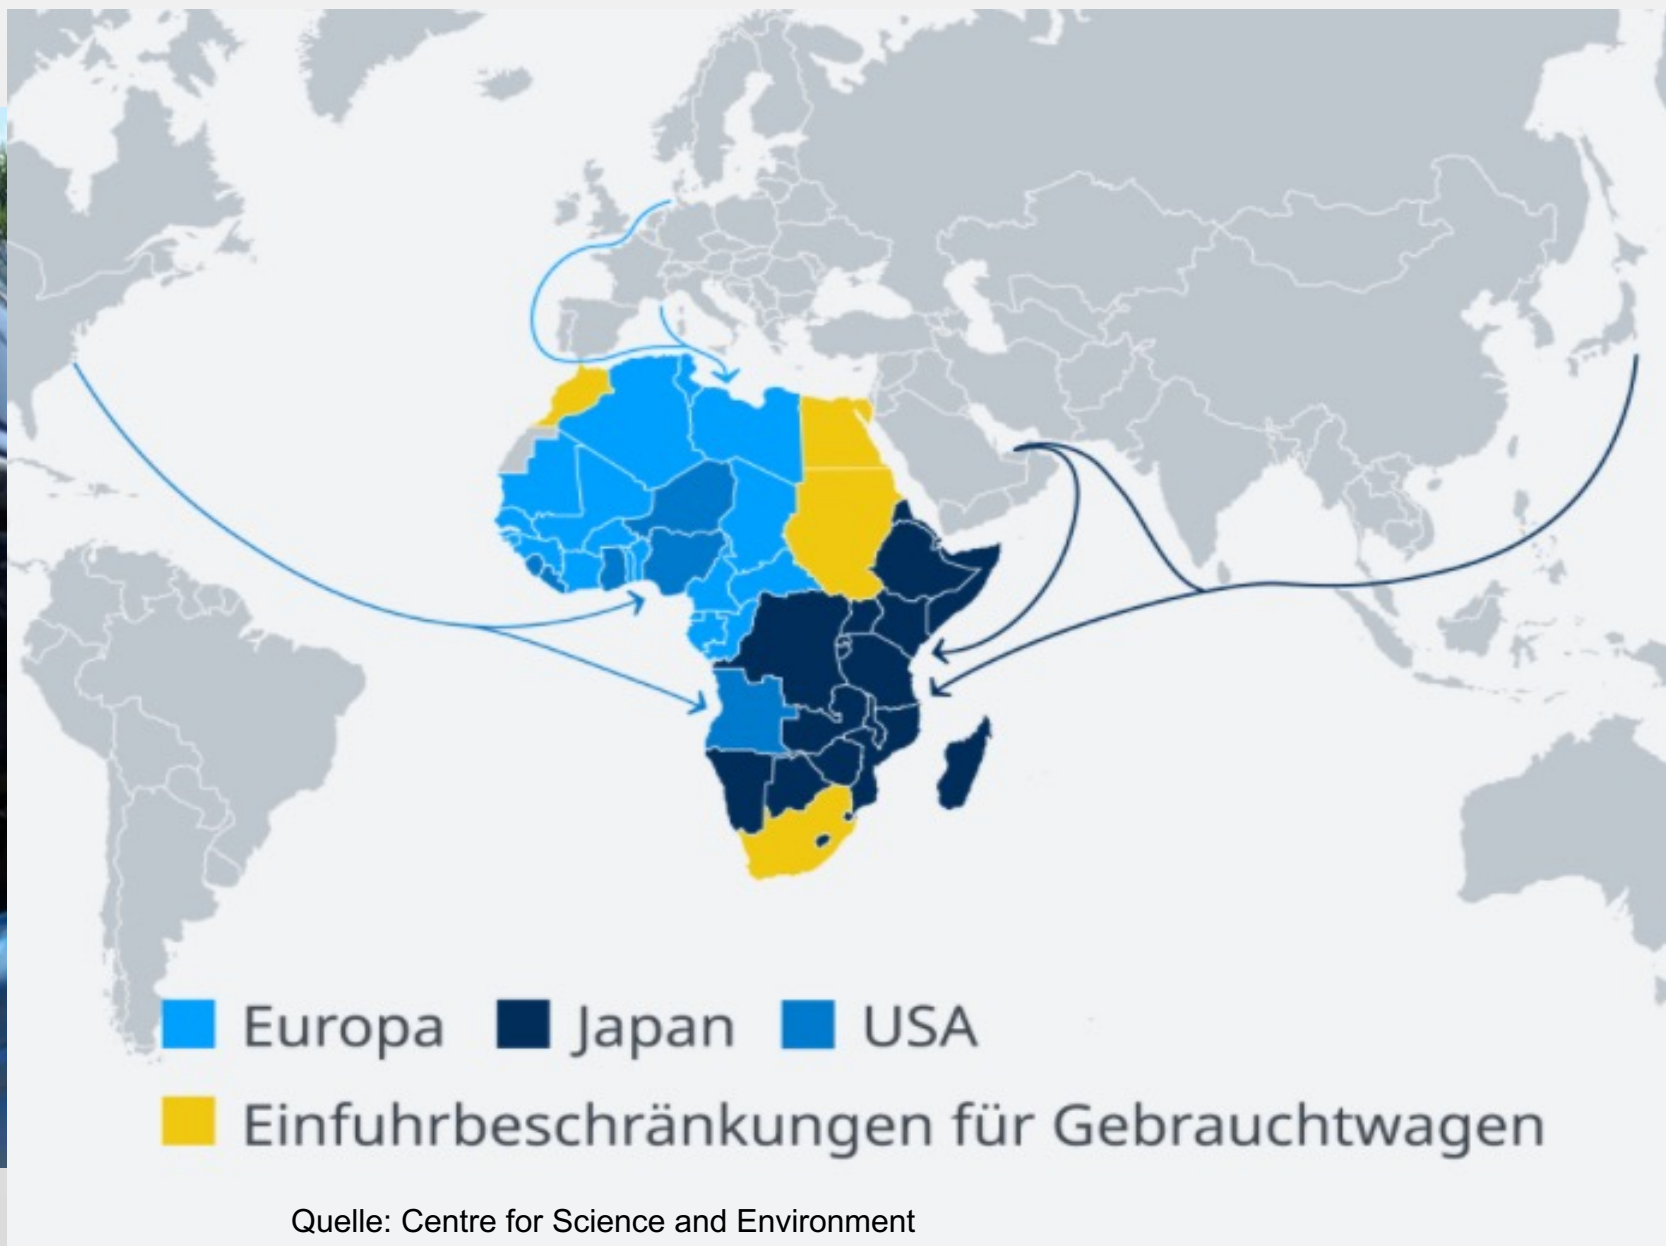 Europa Japan USA
Einfuhrbeschränkungen für Gebrauchtwagen
Quelle: Centre for Science and Environment